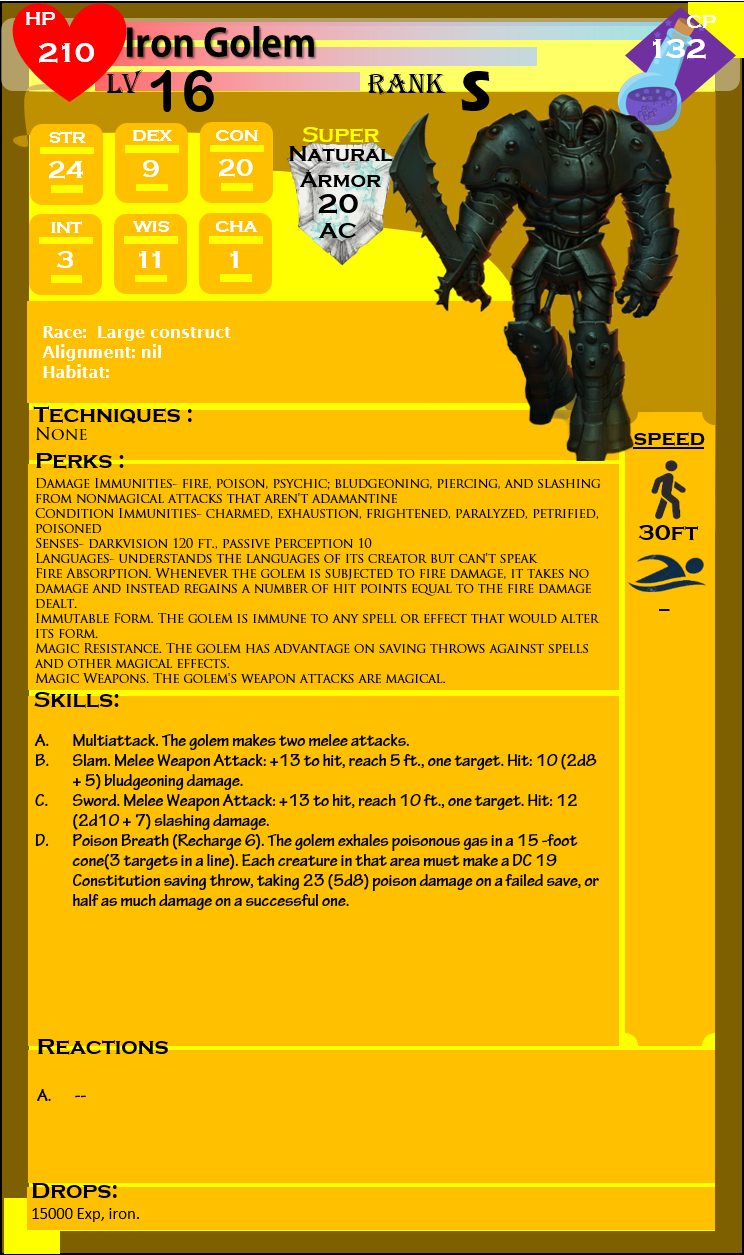 HP
210
Iron Golem
CP
132
LV 16
RANK S
STR
24
DEX
9
CON
20
INT
3
WIS
11
CHA
1
Super
Natural
Armor
20
AC
Race:  Large construct
Alignment: nil
Habitat:
Techniques :
None
Perks :
Damage Immunities- fire, poison, psychic; bludgeoning, piercing, and slashing
from nonmagical attacks that aren't adamantine
Condition Immunities- charmed, exhaustion, frightened, paralyzed, petrified,
poisoned
Senses- darkvision 120 ft., passive Perception 10
Languages- understands the languages of its creator but can't speak
Fire Absorption. Whenever the golem is subjected to fire damage, it takes no
damage and instead regains a number of hit points equal to the fire damage
dealt.
Immutable Form. The golem is immune to any spell or effect that would alter
its form.
Magic Resistance. The golem has advantage on saving throws against spells
and other magical effects.
Magic Weapons. The golem's weapon attacks are magical.
speed
30ft
–
Skills:
A. Multiattack. The golem makes two melee attacks.
B. Slam. Melee Weapon Attack: +13 to hit, reach 5 ft., one target. Hit: 10 (2d8
+ 5) bludgeoning damage.
C. Sword. Melee Weapon Attack: +13 to hit, reach 10 ft., one target. Hit: 12
(2d10 + 7) slashing damage.
D. Poison Breath (Recharge 6). The golem exhales poisonous gas in a 15 -foot
cone(3 targets in a line). Each creature in that area must make a DC 19
Constitution saving throw, taking 23 (5d8) poison damage on a failed save, or
half as much damage on a successful one.
Reactions
A. --
Drops:
15000 Exp, iron.